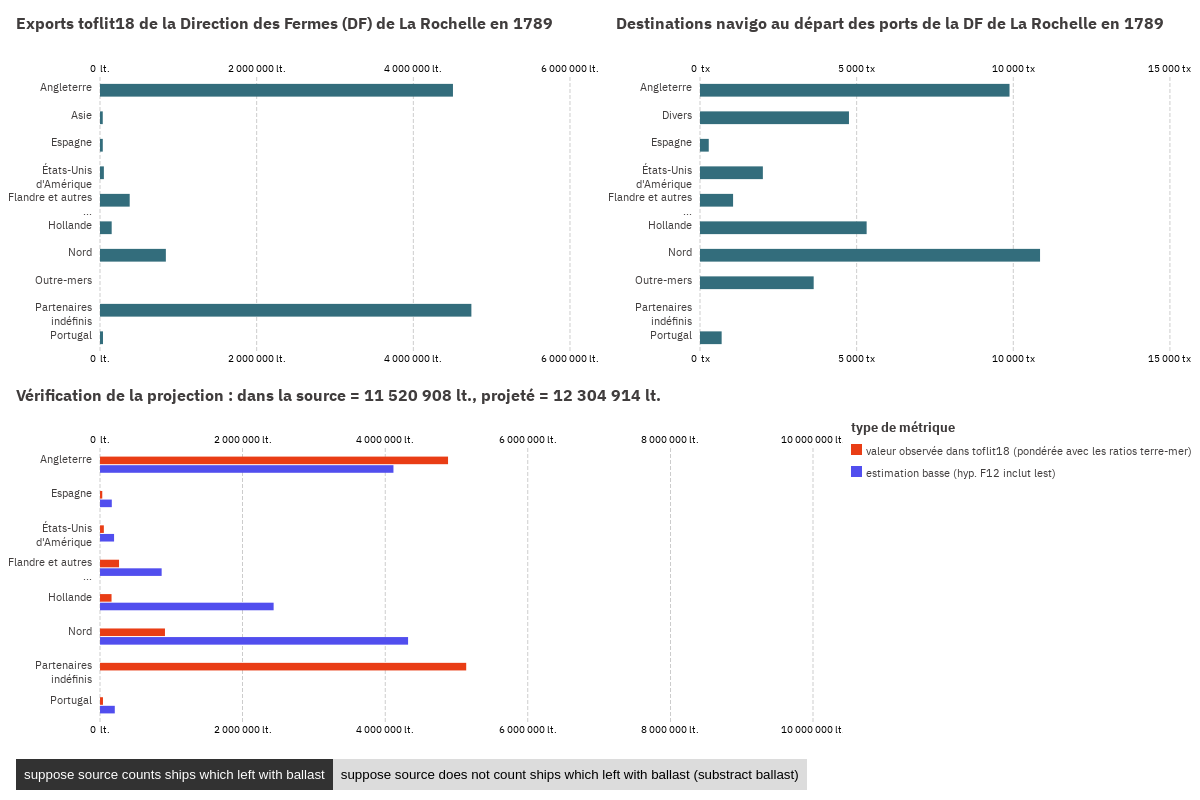 Exports toflit18 de la Direction des Fermes (DF) de La Rochelle en 1789
0 lt.
2 000 000 lt.
4 000 000 lt.
6 000 000 lt.
Angleterre
Asie
Espagne
États-Unis
d'Amérique
Flandre et autres
...
Hollande
Nord
Outre-mers
Partenaires
indéfinis
Portugal
0 lt.
2 000 000 lt.
4 000 000 lt.
6 000 000 lt.
Destinations navigo au départ des ports de la DF de La Rochelle en 1789
0 tx
5 000 tx
10 000 tx
15 000 tx
Angleterre
Divers
Espagne
États-Unis
d'Amérique
Flandre et autres
...
Hollande
Nord
Outre-mers
Partenaires
indéfinis
Portugal
0 tx
5 000 tx
10 000 tx
15 000 tx
Vérification de la projection : dans la source = 11 520 908 lt., projeté = 12 304 914 lt.
0 lt.
2 000 000 lt.
4 000 000 lt.
6 000 000 lt.
8 000 000 lt.
10 000 000 lt
Angleterre
Espagne
États-Unis
d'Amérique
Flandre et autres
...
Hollande
Nord
Partenaires
indéfinis
Portugal
0 lt.
2 000 000 lt.
4 000 000 lt.
6 000 000 lt.
8 000 000 lt.
10 000 000 lt
type de métrique
valeur observée dans toflit18 (pondérée avec les ratios terre-mer)
estimation basse (hyp. F12 inclut lest)
suppose source counts ships which left with ballast
suppose source does not count ships which left with ballast (substract ballast)